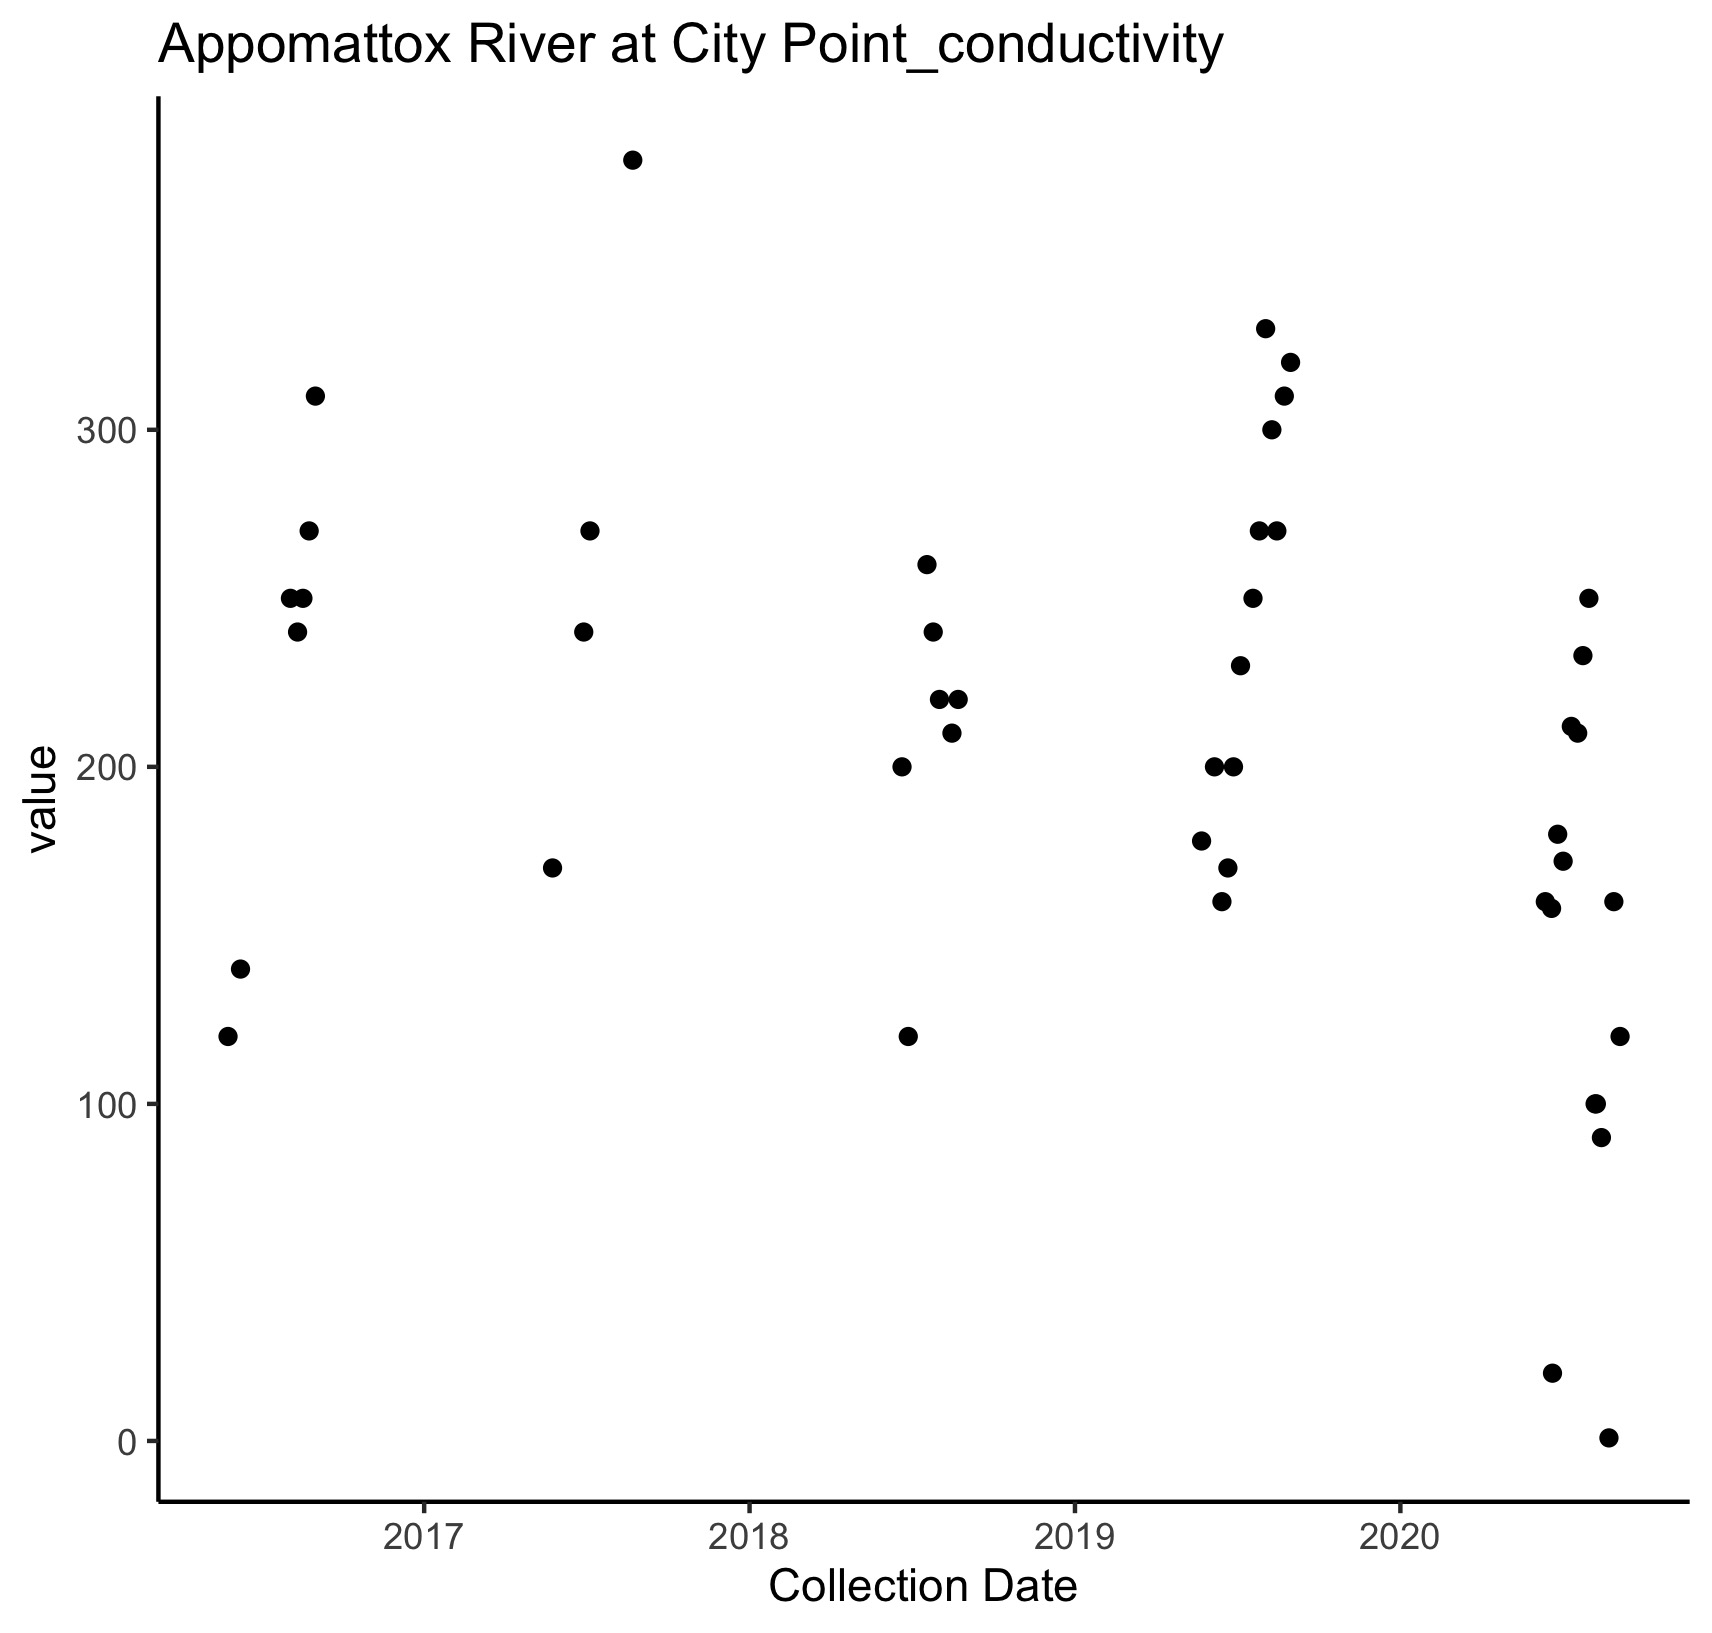 Appomattox River at City Point_conductivity
value
300
200
100
0
2017 2018 2019 2020
Collection Date